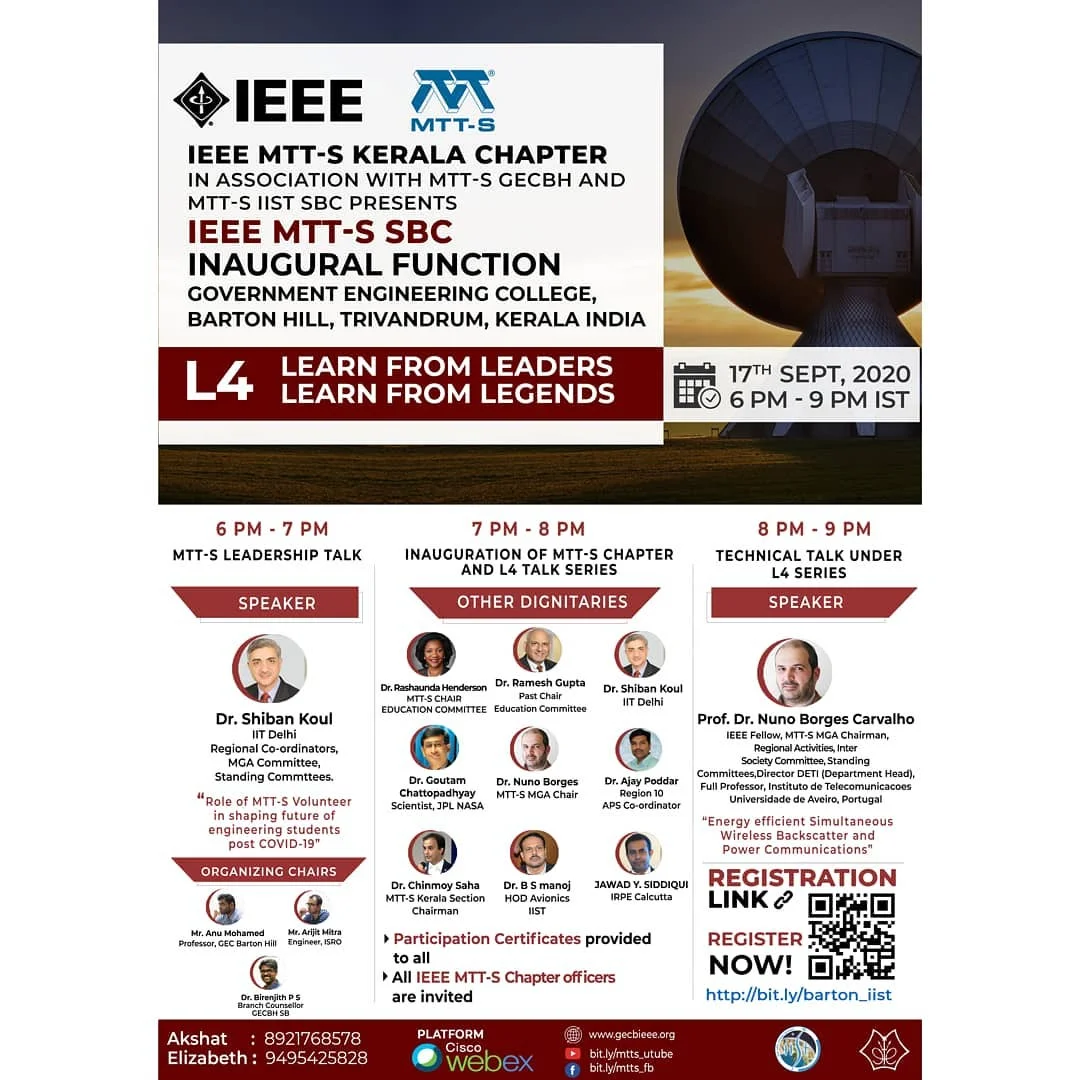 IEEE
MTT-S
IEEE MTT-S KERALA CHAPTER
IN ASSOCIATION WITH MTT-S GECBH AND
MTT-S IIST SBC PRESENTS
IEEE MTT-S SBC
INAUGURAL FUNCTION
GOVERNMENT ENGINEERING COLLEGE,
BARTON HILL, TRIVANDRUM, KERALA INDIA
L4
LEARN FROM LEADERS
LEARN FROM LEGENDS
17TH SEPT, 2020
6 PM - 9 PM IST
6 PM - 7 PM
MTT-S LEADERSHIP TALK
SPEAKER
Dr. Shiban Koul
IIT Delhi
Regional Co-ordinators,
MGA Committee,
Standing Commttees.
“Role of MTT-S Volunteer
in shaping future of
engineering students
post COVID-19”
ORGANIZING CHAIRS
Mr. Anu Mohamed
Professor, GEC Barton Hill
Mr. Arijit Mitra
Engineer, ISRO
Dr. Birenjith P S
Branch Counsellor
GECBH SB
7 PM - 8 PM
INAUGURATION OF MTT-S CHAPTER
AND L4 TALK SERIES
OTHER DIGNITARIES
Dr. Rashaunda Henderson
MTT-S CHAIR
EDUCATION COMMITTEE
Dr. Ramesh Gupta
Past Chair
Education Committee
Dr. Shiban Koul
IIT Delhi
Dr. Goutam
Chattopadhyay
Scientist, JPL NASA
Dr. Nuno Borges
MTT-S MGA Chair
Dr. Ajay Poddar
Region 10
APS Co-ordinator
Dr. Chinmoy Saha
MTT-S Kerala Section
Chairman
Dr. B S manoj
HOD Avionics
IIST
JAWAD Y. SIDDIQUI
IRPE Calcutta
Participation Certificates provided
to all
All IEEE MTT-S Chapter officers
are invited
8 PM - 9 PM
TECHNICAL TALK UNDER
L4 SERIES
SPEAKER
Prof. Dr. Nuno Borges Carvalho
IEEE Fellow, MTT-S MGA Chairman,
Regional Activities, Inter
Society Committee, Standing
Committees,Director DETI (Department Head),
Full Professor, Instituto de Telecomunicacoes
Universidade de Aveiro, Portugal
“Energy efficient Simultaneous
Wireless Backscatter and
Power Communications”
REGISTRATION
LINK
REGISTER
NOW!
http://bit.ly/barton_iist
Akshat : 8921768578
Elizabeth : 9495425828
PLATFORM
Cisco
webex
www.gecbieee.org
bit.ly/mtts_utube
bit.ly/mtts_fb